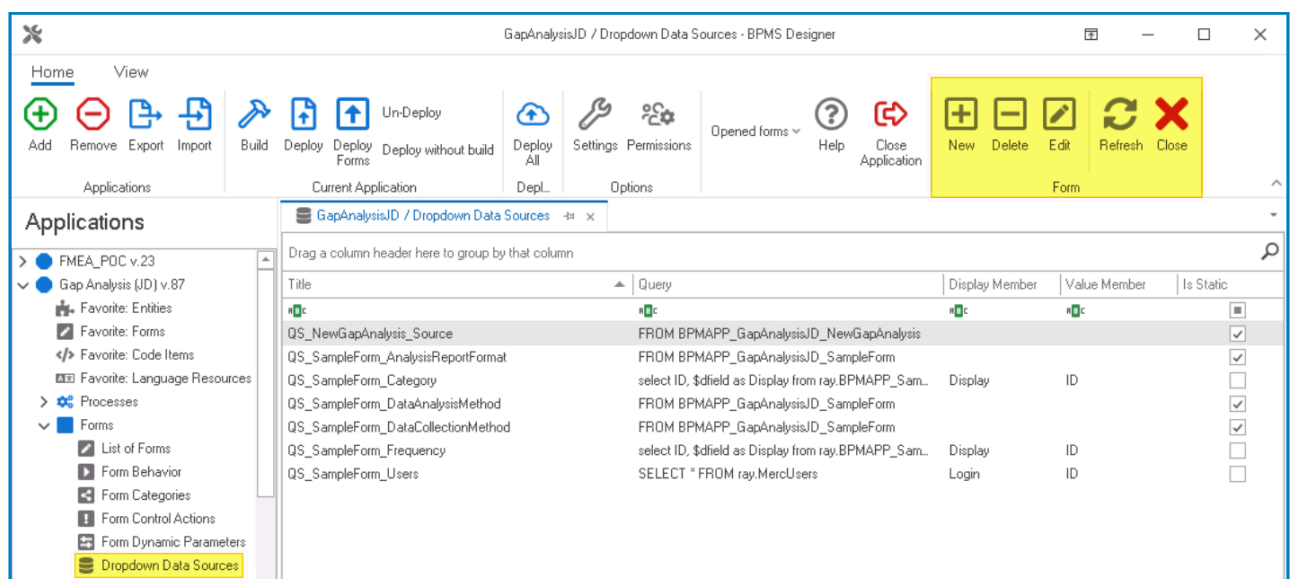 GapAnalysisJD / Dropdown Data Sources - BPMS Designer
Home View
Add Remove Export Import Build Deploy Deploy Forms Un-Deploy Deploy without build Deploy All Settings Permissions Opened forms Help Close Application New Delete Edit Refresh Close
Applications Current Application Depl... Options Form
Applications
GapAnalysisJD / Dropdown Data Sources
Drag a column header here to group by that column
FMEA_POC v.23
Gap Analysis (JD) v.87
Favorite: Entities
Favorite: Forms
Favorite: Code Items
Favorite: Language Resources
Processes
Forms
List of Forms
Form Behavior
Form Categories
Form Control Actions
Form Dynamic Parameters
Dropdown Data Sources
Title Query Display Member Value Member Is Static
ABC ABC ABC ABC
QS_NewGapAnalysis_Source FROM BPMAPP_GapAnalysisJD_NewGapAnalysis
QS_SampleForm_AnalysisReportFormat FROM BPMAPP_GapAnalysisJD_SampleForm
QS_SampleForm_Category select ID, $dfield as Display from ray.BPMAPP_Sam... Display ID
QS_SampleForm_DataAnalysisMethod FROM BPMAPP_GapAnalysisJD_SampleForm
QS_SampleForm_DataCollectionMethod FROM BPMAPP_GapAnalysisJD_SampleForm
QS_SampleForm_Frequency select ID, $dfield as Display from ray.BPMAPP_Sam... Display ID
QS_SampleForm_Users SELECT * FROM ray.MercUsers Login ID